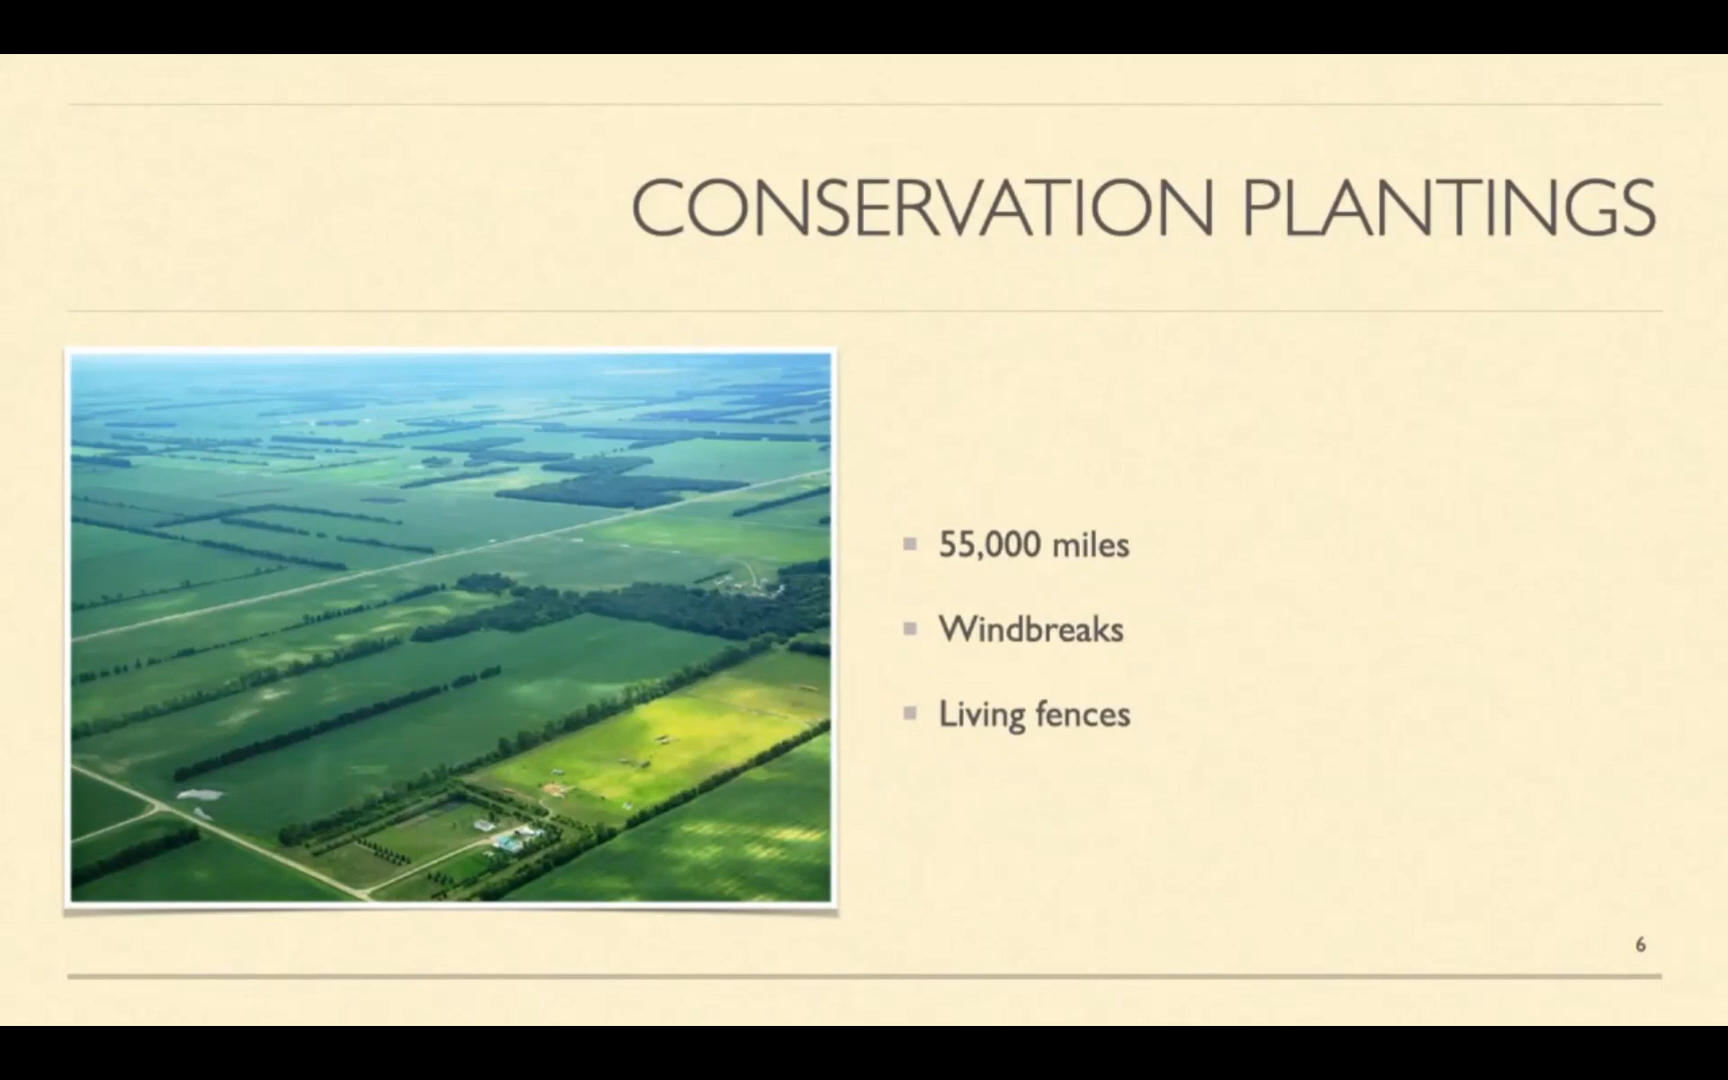 CONSERVATION PLANTINGS
55,000 miles
Windbreaks
Living fences
6